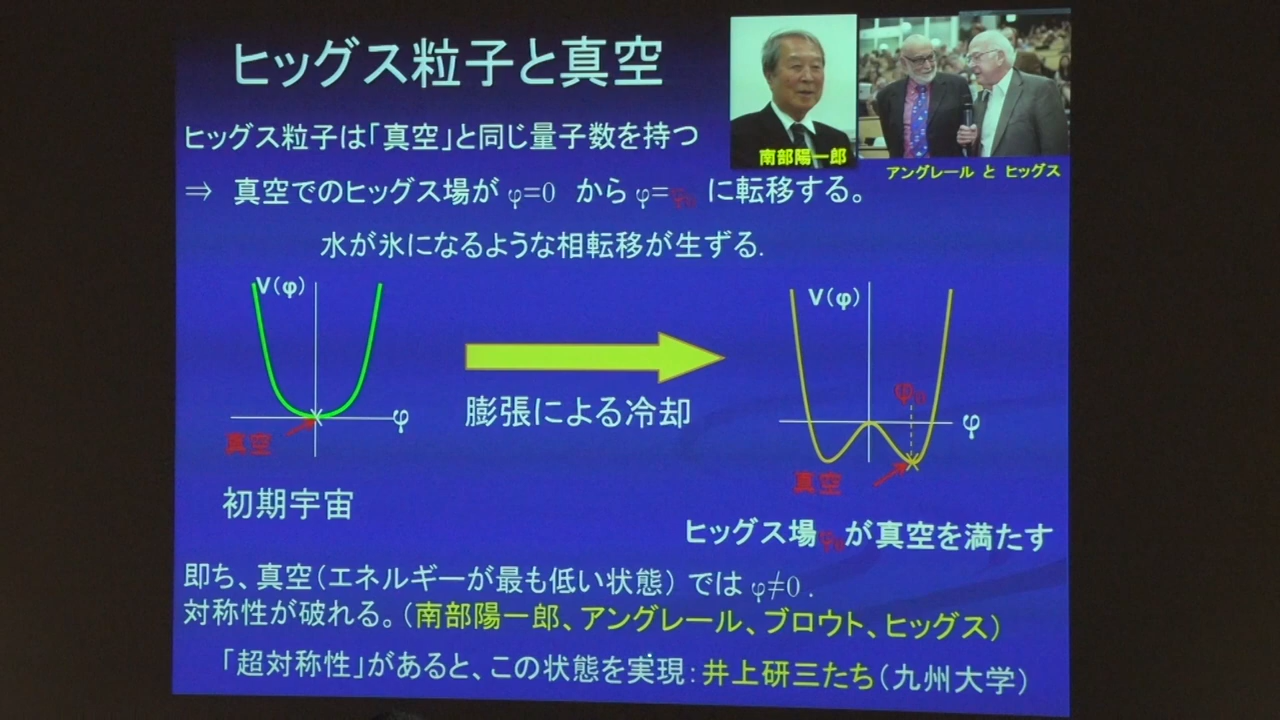 ヒッグス粒子と真空
南部陽一郎
アングレール と ヒッグス
ヒッグス粒子は「真空」と同じ量子数を持つ
⇒ 真空でのヒッグス場が φ=0 から φ=φ₀ に転移する。
水が氷になるような相転移が生ずる.
V(φ)
φ
真空
初期宇宙
膨張による冷却
V(φ)
φ₀
φ
真空
ヒッグス場φ₀が真空を満たす
即ち、真空(エネルギーが最も低い状態) では φ≠0 .
対称性が破れる。(南部陽一郎、アングレール、ブロウト、ヒッグス)
「超対称性」があると、この状態を実現:井上研三たち(九州大学)